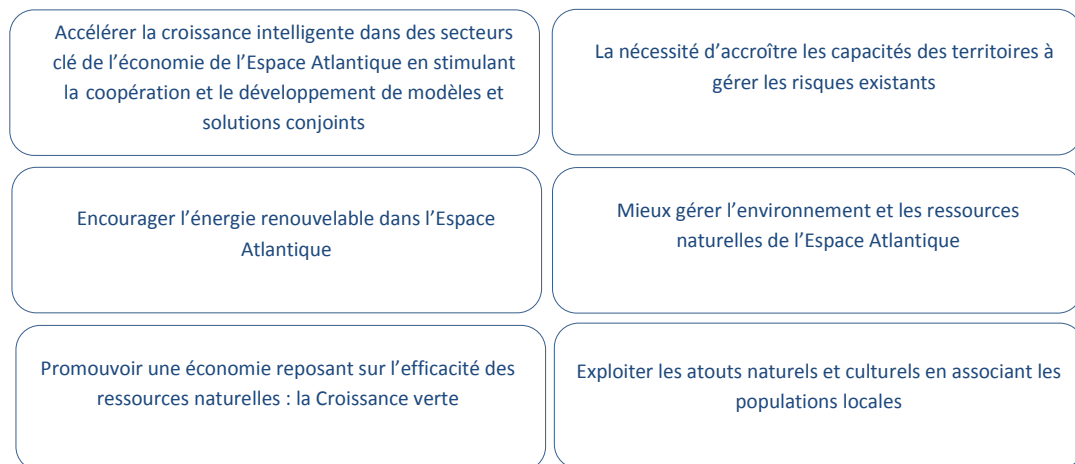 Accélérer la croissance intelligente dans des secteurs
clé de l’économie de l’Espace Atlantique en stimulant
la coopération et le développement de modèles et
solutions conjoints
La nécessité d’accroître les capacités des territoires à
gérer les risques existants
Encourager l’énergie renouvelable dans l’Espace
Atlantique
Mieux gérer l’environnement et les ressources
naturelles de l’Espace Atlantique
Promouvoir une économie reposant sur l’efficacité des
ressources naturelles : la Croissance verte
Exploiter les atouts naturels et culturels en associant les
populations locales